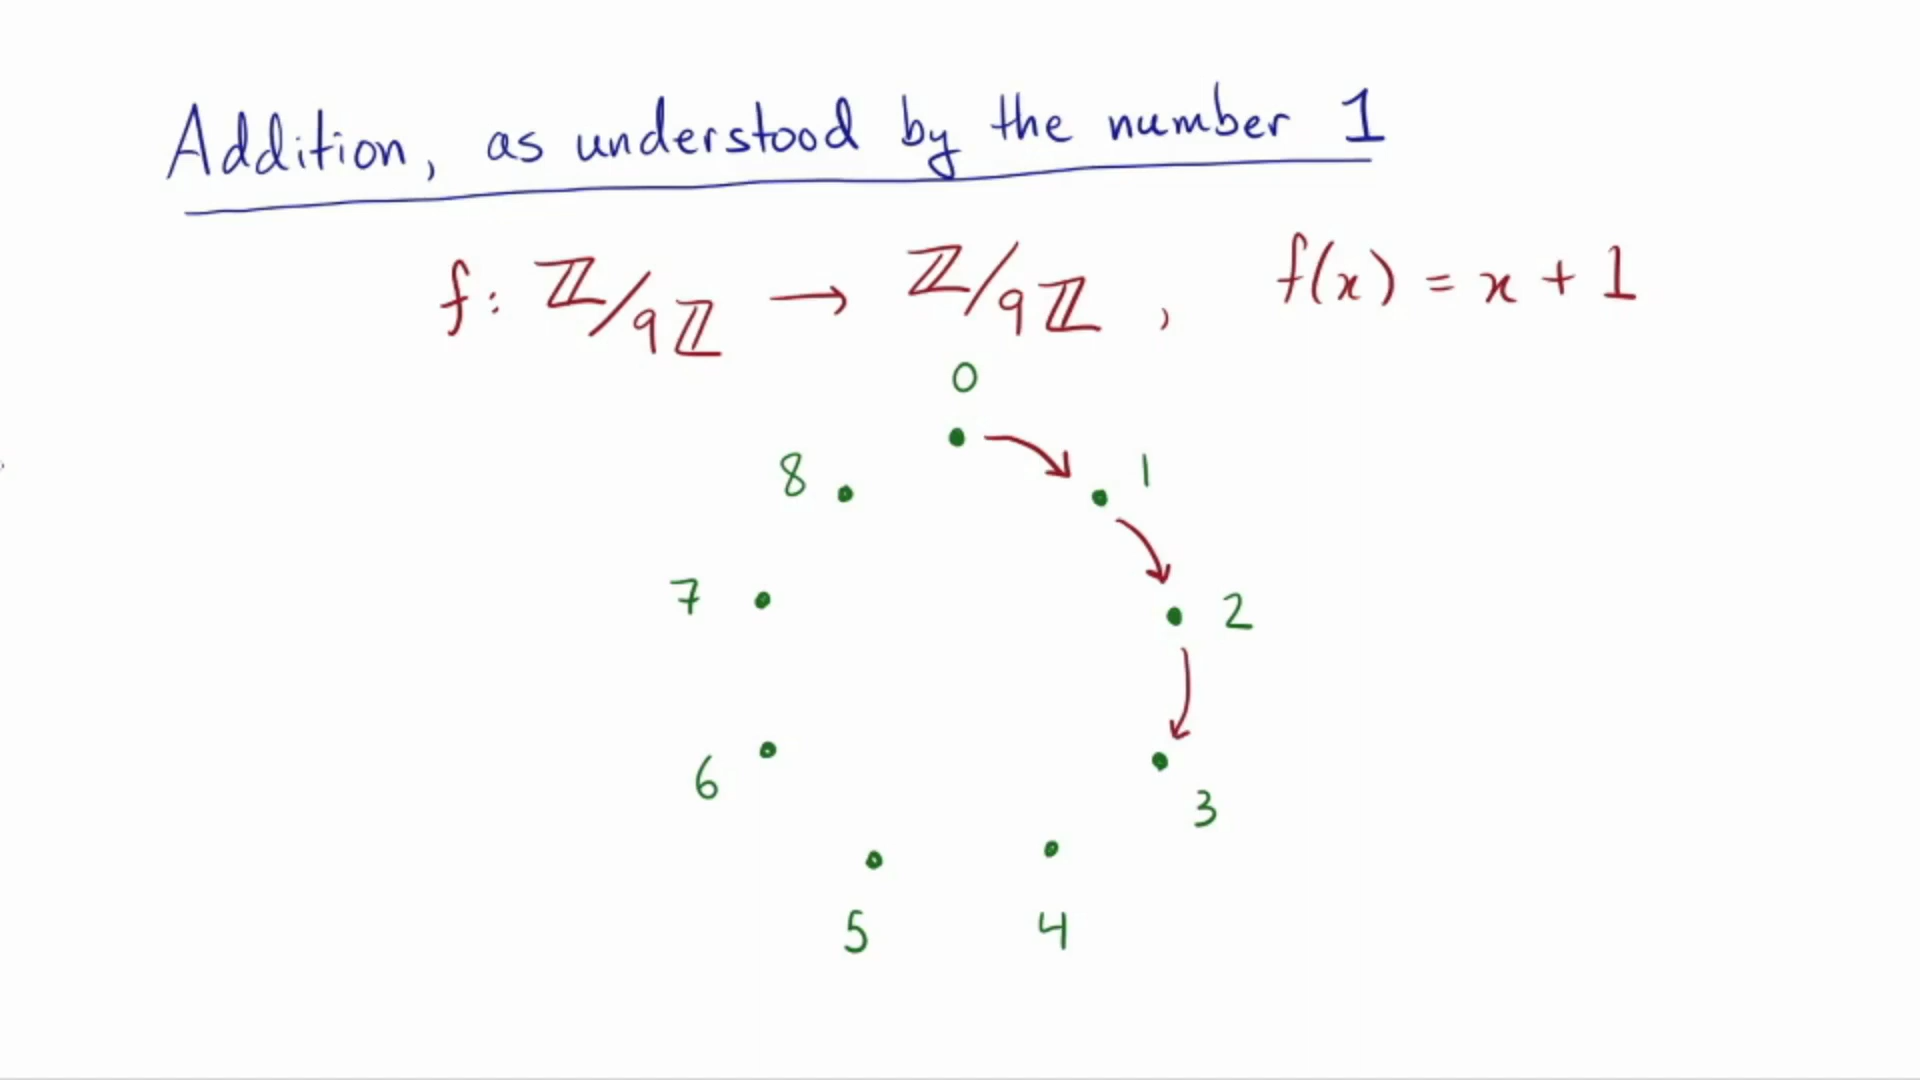 Addition, as understood by the number 1
f: ℤ/9ℤ → ℤ/9ℤ, f(x) = x + 1
0
8 1
7 2
6 3
5 4